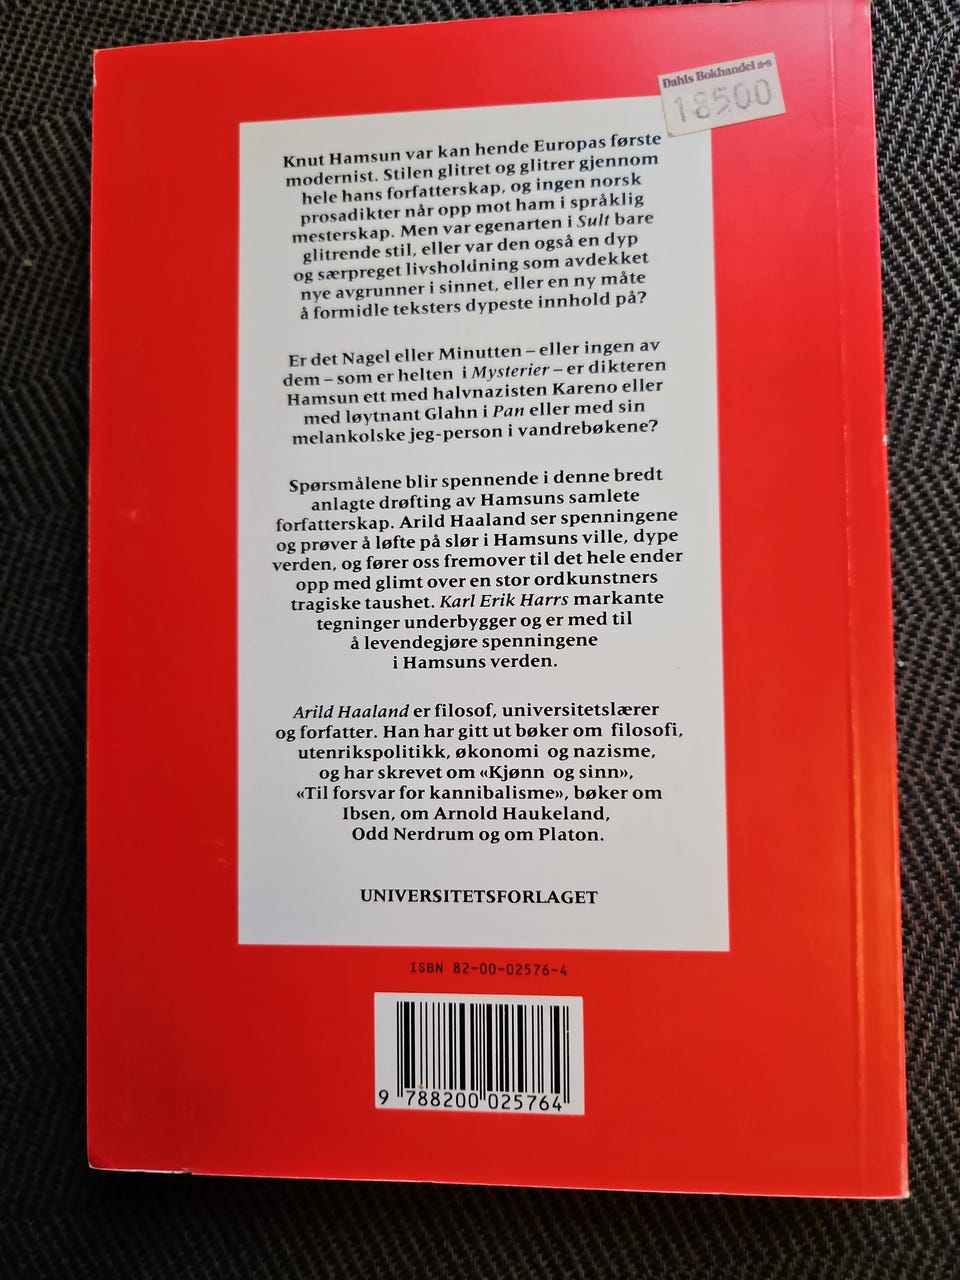 Dahls Bokhandel a-s
18500
Knut Hamsun var kan hende Europas første
modernist. Stilen glitret og glitrer gjennom
hele hans forfatterskap, og ingen norsk
prosadikter når opp mot ham i språklig
mesterskap. Men var egenarten i Sult bare
glitrende stil, eller var den også en dyp
og særpreget livsholdning som avdekket
nye avgrunner i sinnet, eller en ny måte
å formidle teksters dypeste innhold på?
Er det Nagel eller Minutten – eller ingen av
dem – som er helten i Mysterier – er dikteren
Hamsun ett med halvnazisten Kareno eller
med løytnant Glahn i Pan eller med sin
melankolske jeg-person i vandrebøkene?
Spørsmålene blir spennende i denne bredt
anlagte drøfting av Hamsuns samlete
forfatterskap. Arild Haaland ser spenningene
og prøver å løfte på slør i Hamsuns ville, dype
verden, og fører oss fremover til det hele ender
opp med glimt over en stor ordkunstners
tragiske taushet. Karl Erik Harrs markante
tegninger underbygger og er med til
å levendegjøre spenningene
i Hamsuns verden.
Arild Haaland er filosof, universitetslærer
og forfatter. Han har gitt ut bøker om filosofi,
utenrikspolitikk, økonomi og nazisme,
og har skrevet om «Kjønn og sinn»,
«Til forsvar for kannibalisme», bøker om
Ibsen, om Arnold Haukeland,
Odd Nerdrum og om Platon.
UNIVERSITETSFORLAGET
ISBN 82-00-02576-4
9 788200 025764